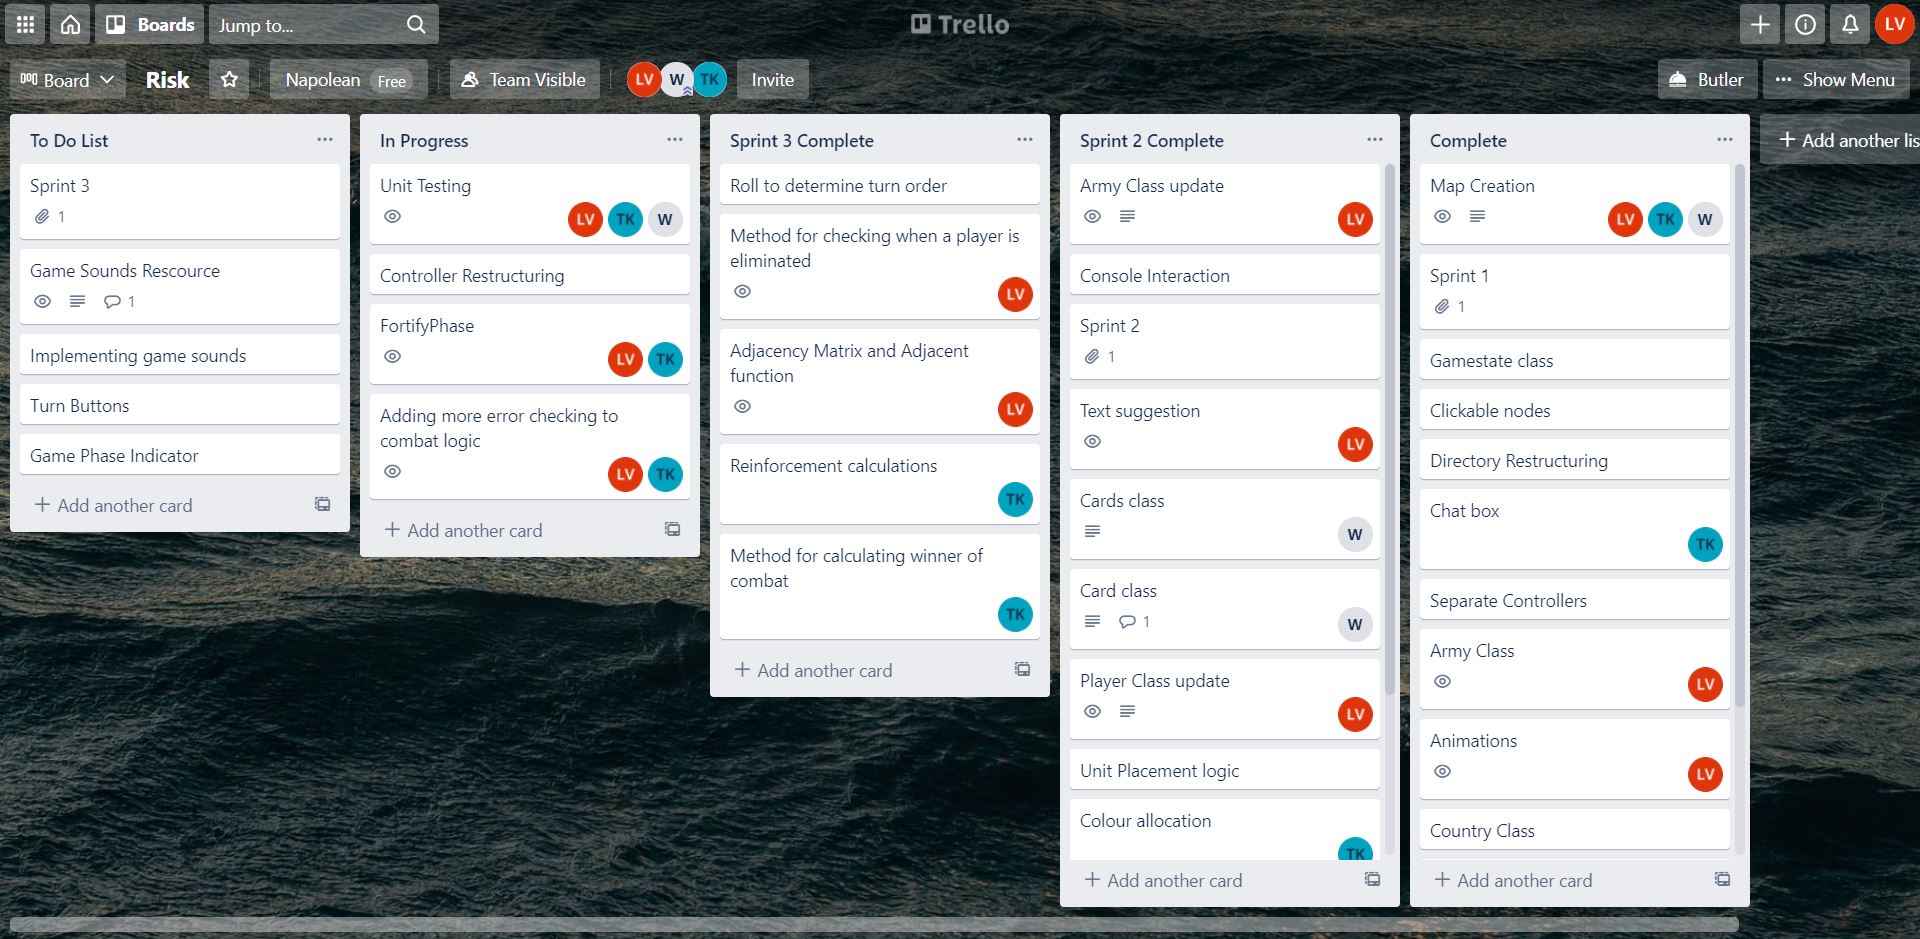 Boards
Jump to...
Trello
LV
Board
Risk
Napolean Free
Team Visible
LV W TK
Invite
Butler
Show Menu
To Do List
Sprint 3
1
Game Sounds Rescource
1
Implementing game sounds
Turn Buttons
Game Phase Indicator
Add another card
In Progress
Unit Testing
LV TK W
Controller Restructuring
FortifyPhase
LV TK
Adding more error checking to
combat logic
LV TK
Add another card
Sprint 3 Complete
Roll to determine turn order
Method for checking when a player is
eliminated
LV
Adjacency Matrix and Adjacent
function
LV
Reinforcement calculations
TK
Method for calculating winner of
combat
TK
Add another card
Sprint 2 Complete
Army Class update
LV
Console Interaction
Sprint 2
1
Text suggestion
LV
Cards class
W
Card class
1
W
Player Class update
LV
Unit Placement logic
Colour allocation
TK
Add another card
Complete
Map Creation
LV TK W
Sprint 1
1
Gamestate class
Clickable nodes
Directory Restructuring
Chat box
TK
Separate Controllers
Army Class
LV
Animations
LV
Country Class
Add another card
Add another lis